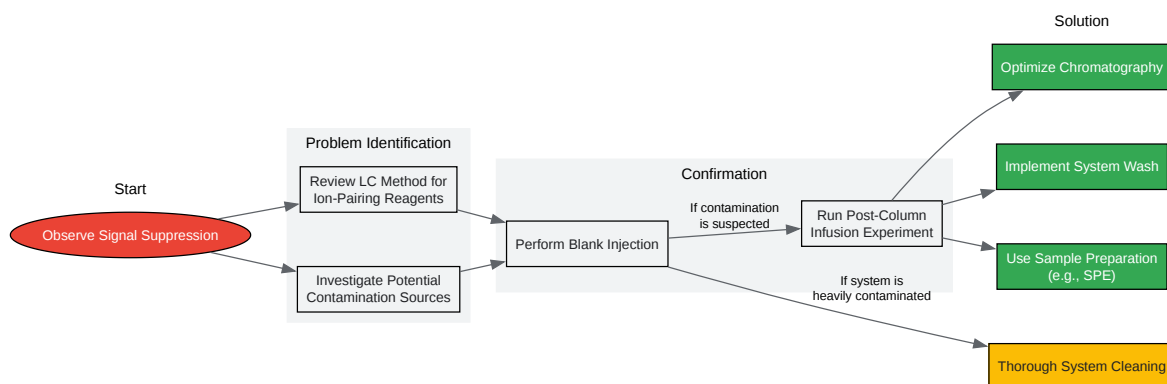 Start
Observe Signal Suppression
Problem Identification
Review LC Method for
Ion-Pairing Reagents
Investigate Potential
Contamination Sources
Confirmation
Perform Blank Injection
If contamination
is suspected
Run Post-Column
Infusion Experiment
If system is
heavily contaminated
Solution
Optimize Chromatography
Implement System Wash
Use Sample Preparation
(e.g., SPE)
Thorough System Cleaning